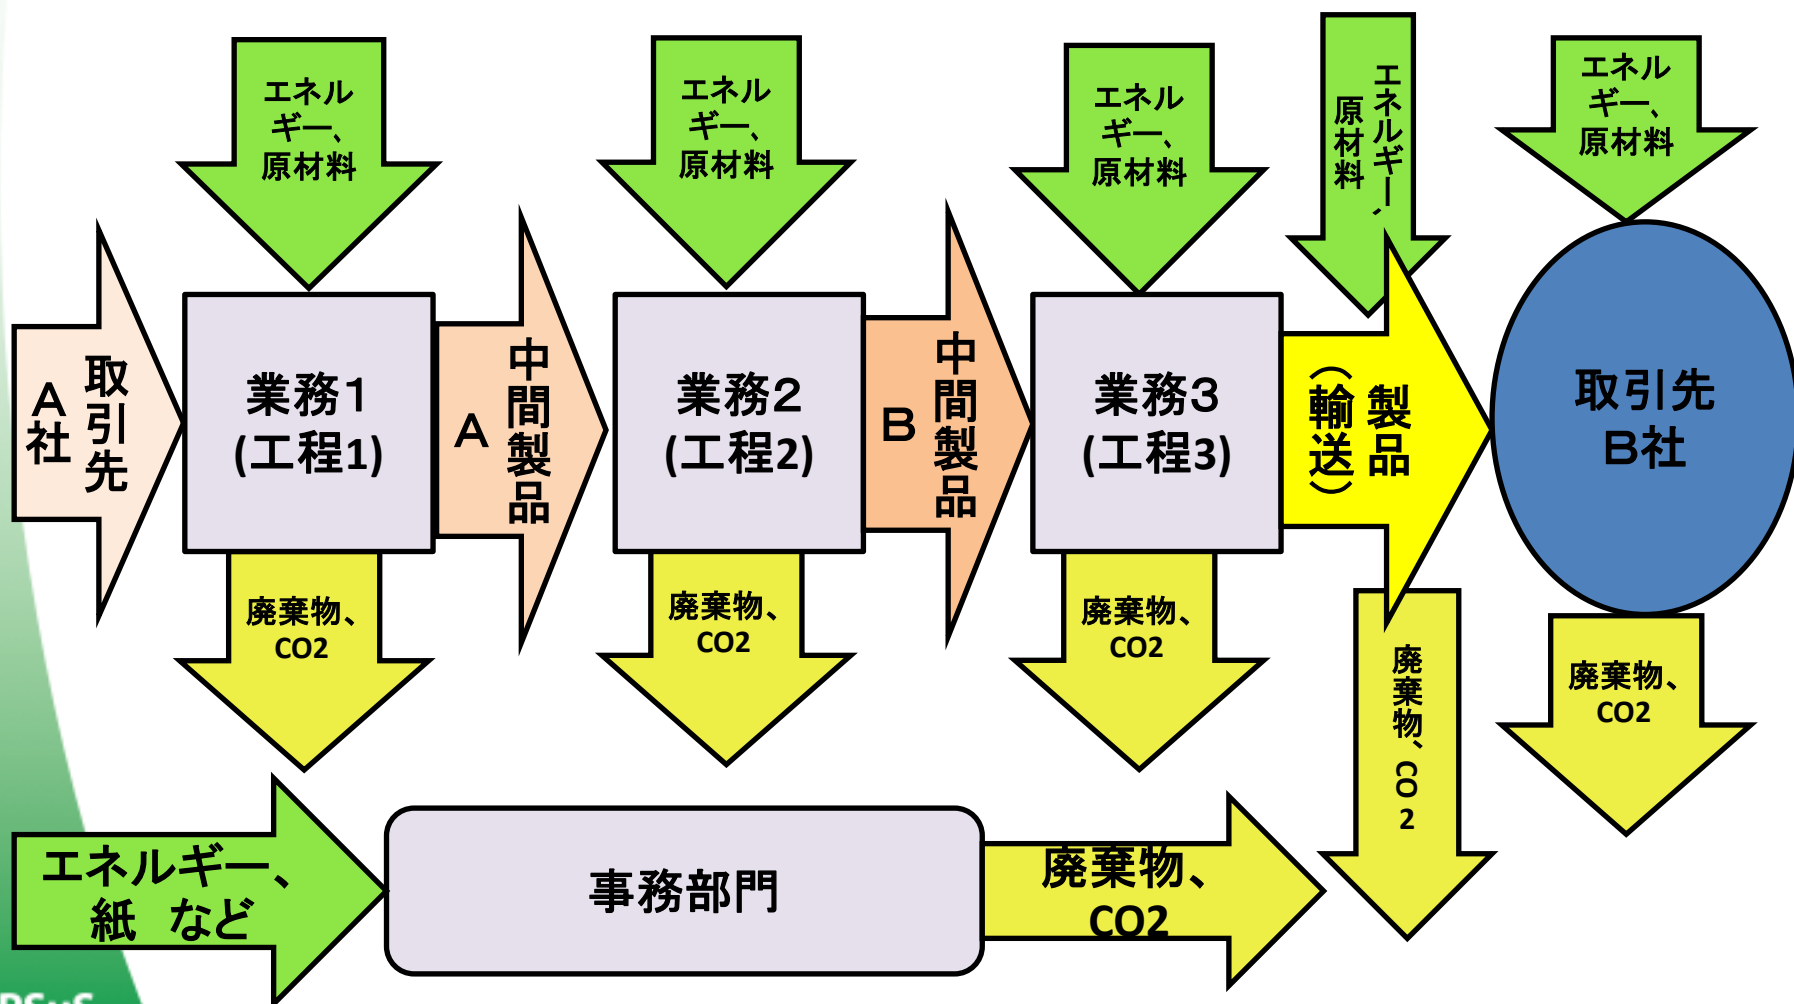 エネル
ギー、
原材料
エネル
ギー、
原材料
エネル
ギー、
原材料
エネルギー、
原材料
エネル
ギー、
原材料
取引先
A社
業務1
(工程1)
中間製品
A
業務2
(工程2)
中間製品
B
業務3
(工程3)
製品
(輸送)
取引先
B社
廃棄物、
CO2
廃棄物、
CO2
廃棄物、
CO2
廃棄物、CO2
廃棄物、
CO2
エネルギー、
紙 など
事務部門
廃棄物、
CO2